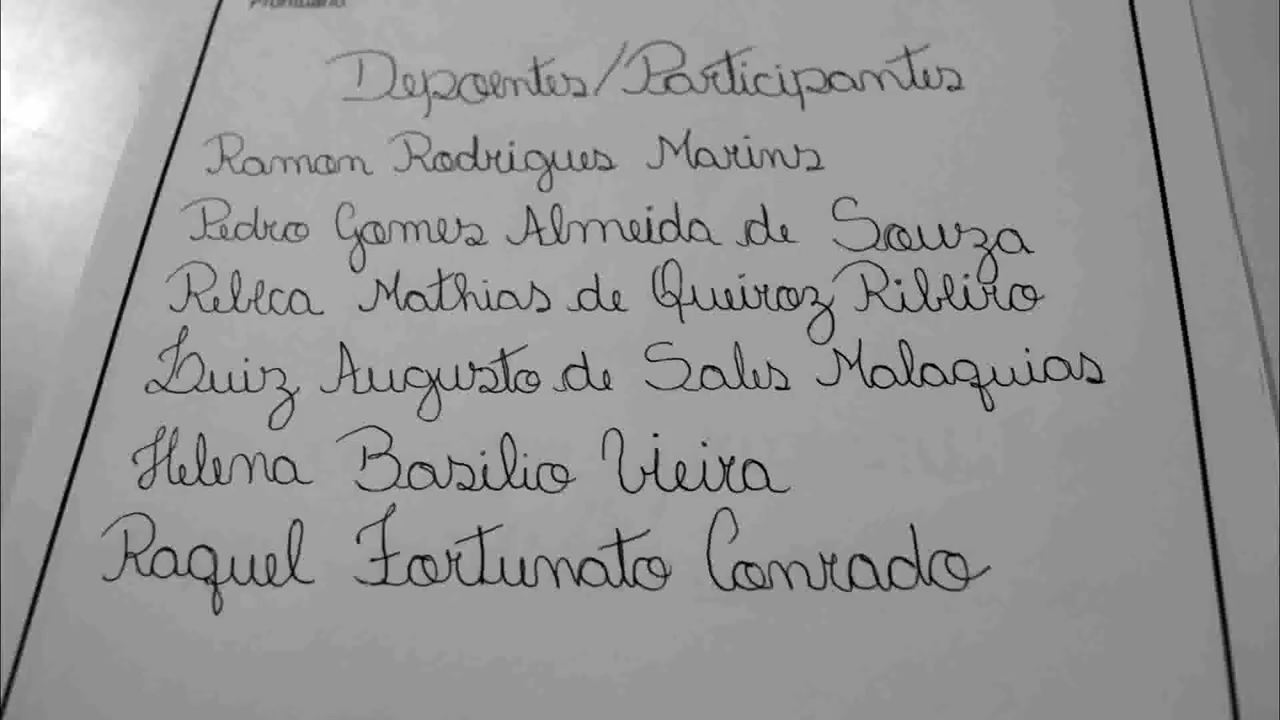 Prontuário
Depoentes/Participantes
Ramon Rodrigues Marins
Pedro Gomes Almeida de Souza
Rebeca Mathias de Queiroz Ribeiro
Luiz Augusto de Sales Malaquias
Helena Basilio Vieira
Raquel Fortunato Conrado